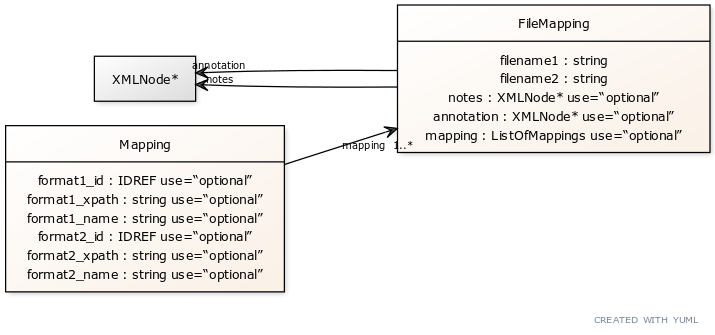 FileMapping
filename1 : string
filename2 : string
notes : XMLNode* use=“optional”
annotation : XMLNode* use=“optional”
mapping : ListOfMappings use=“optional”
annotation
notes
XMLNode*
Mapping
format1_id : IDREF use=“optional”
format1_xpath : string use=“optional”
format1_name : string use=“optional”
format2_id : IDREF use=“optional”
format2_xpath : string use=“optional”
format2_name : string use=“optional”
mapping 1..*
CREATED WITH YUML